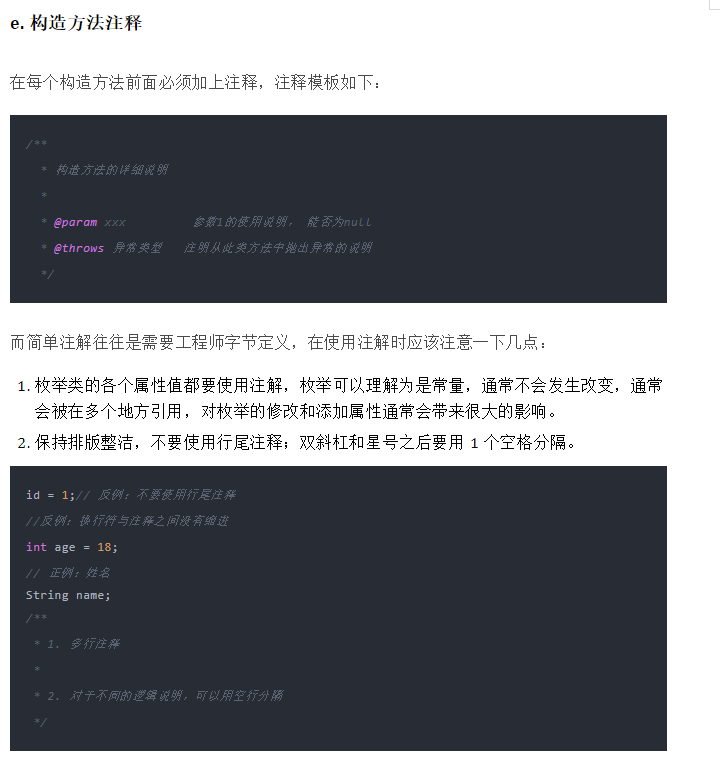 e. 构造方法注释
在每个构造方法前面必须加上注释，注释模板如下：
/**
 * 构造方法的详细说明
 *
 * @param xxx          参数1的使用说明， 能否为null
 * @throws 异常类型   注明从此类方法中抛出异常的说明
 */
而简单注解往往是需要工程师字节定义，在使用注解时应该注意一下几点：
1. 枚举类的各个属性值都要使用注解，枚举可以理解为是常量，通常不会发生改变，通常
会被在多个地方引用，对枚举的修改和添加属性通常会带来很大的影响。
2. 保持排版整洁，不要使用行尾注释；双斜杠和星号之后要用 1 个空格分隔。
id = 1;// 反例：不要使用行尾注释
//反例：换行符与注释之间没有缩进
int age = 18;
// 正例：姓名
String name;
/**
 * 1. 多行注释
 *
 * 2. 对于不同的逻辑说明，可以用空行分隔
 */